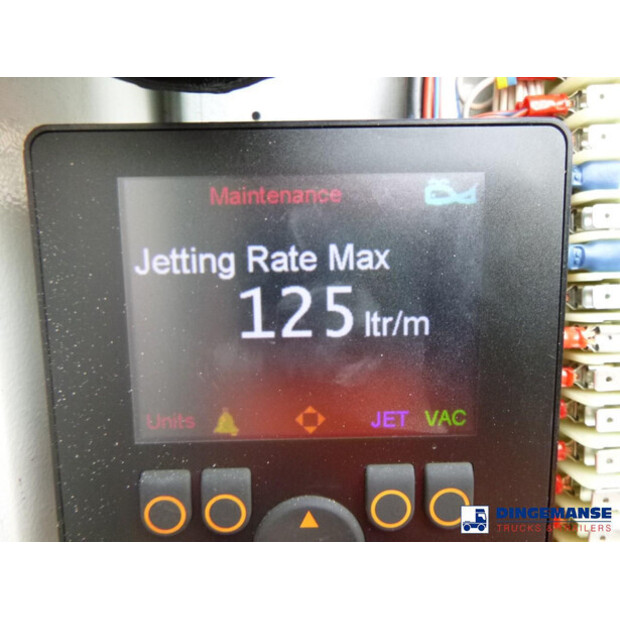 Maintenance
Jetting Rate Max
125 ltr/m
Units JET VAC
DINGEMANSE
TRUCKS & TRAILERS